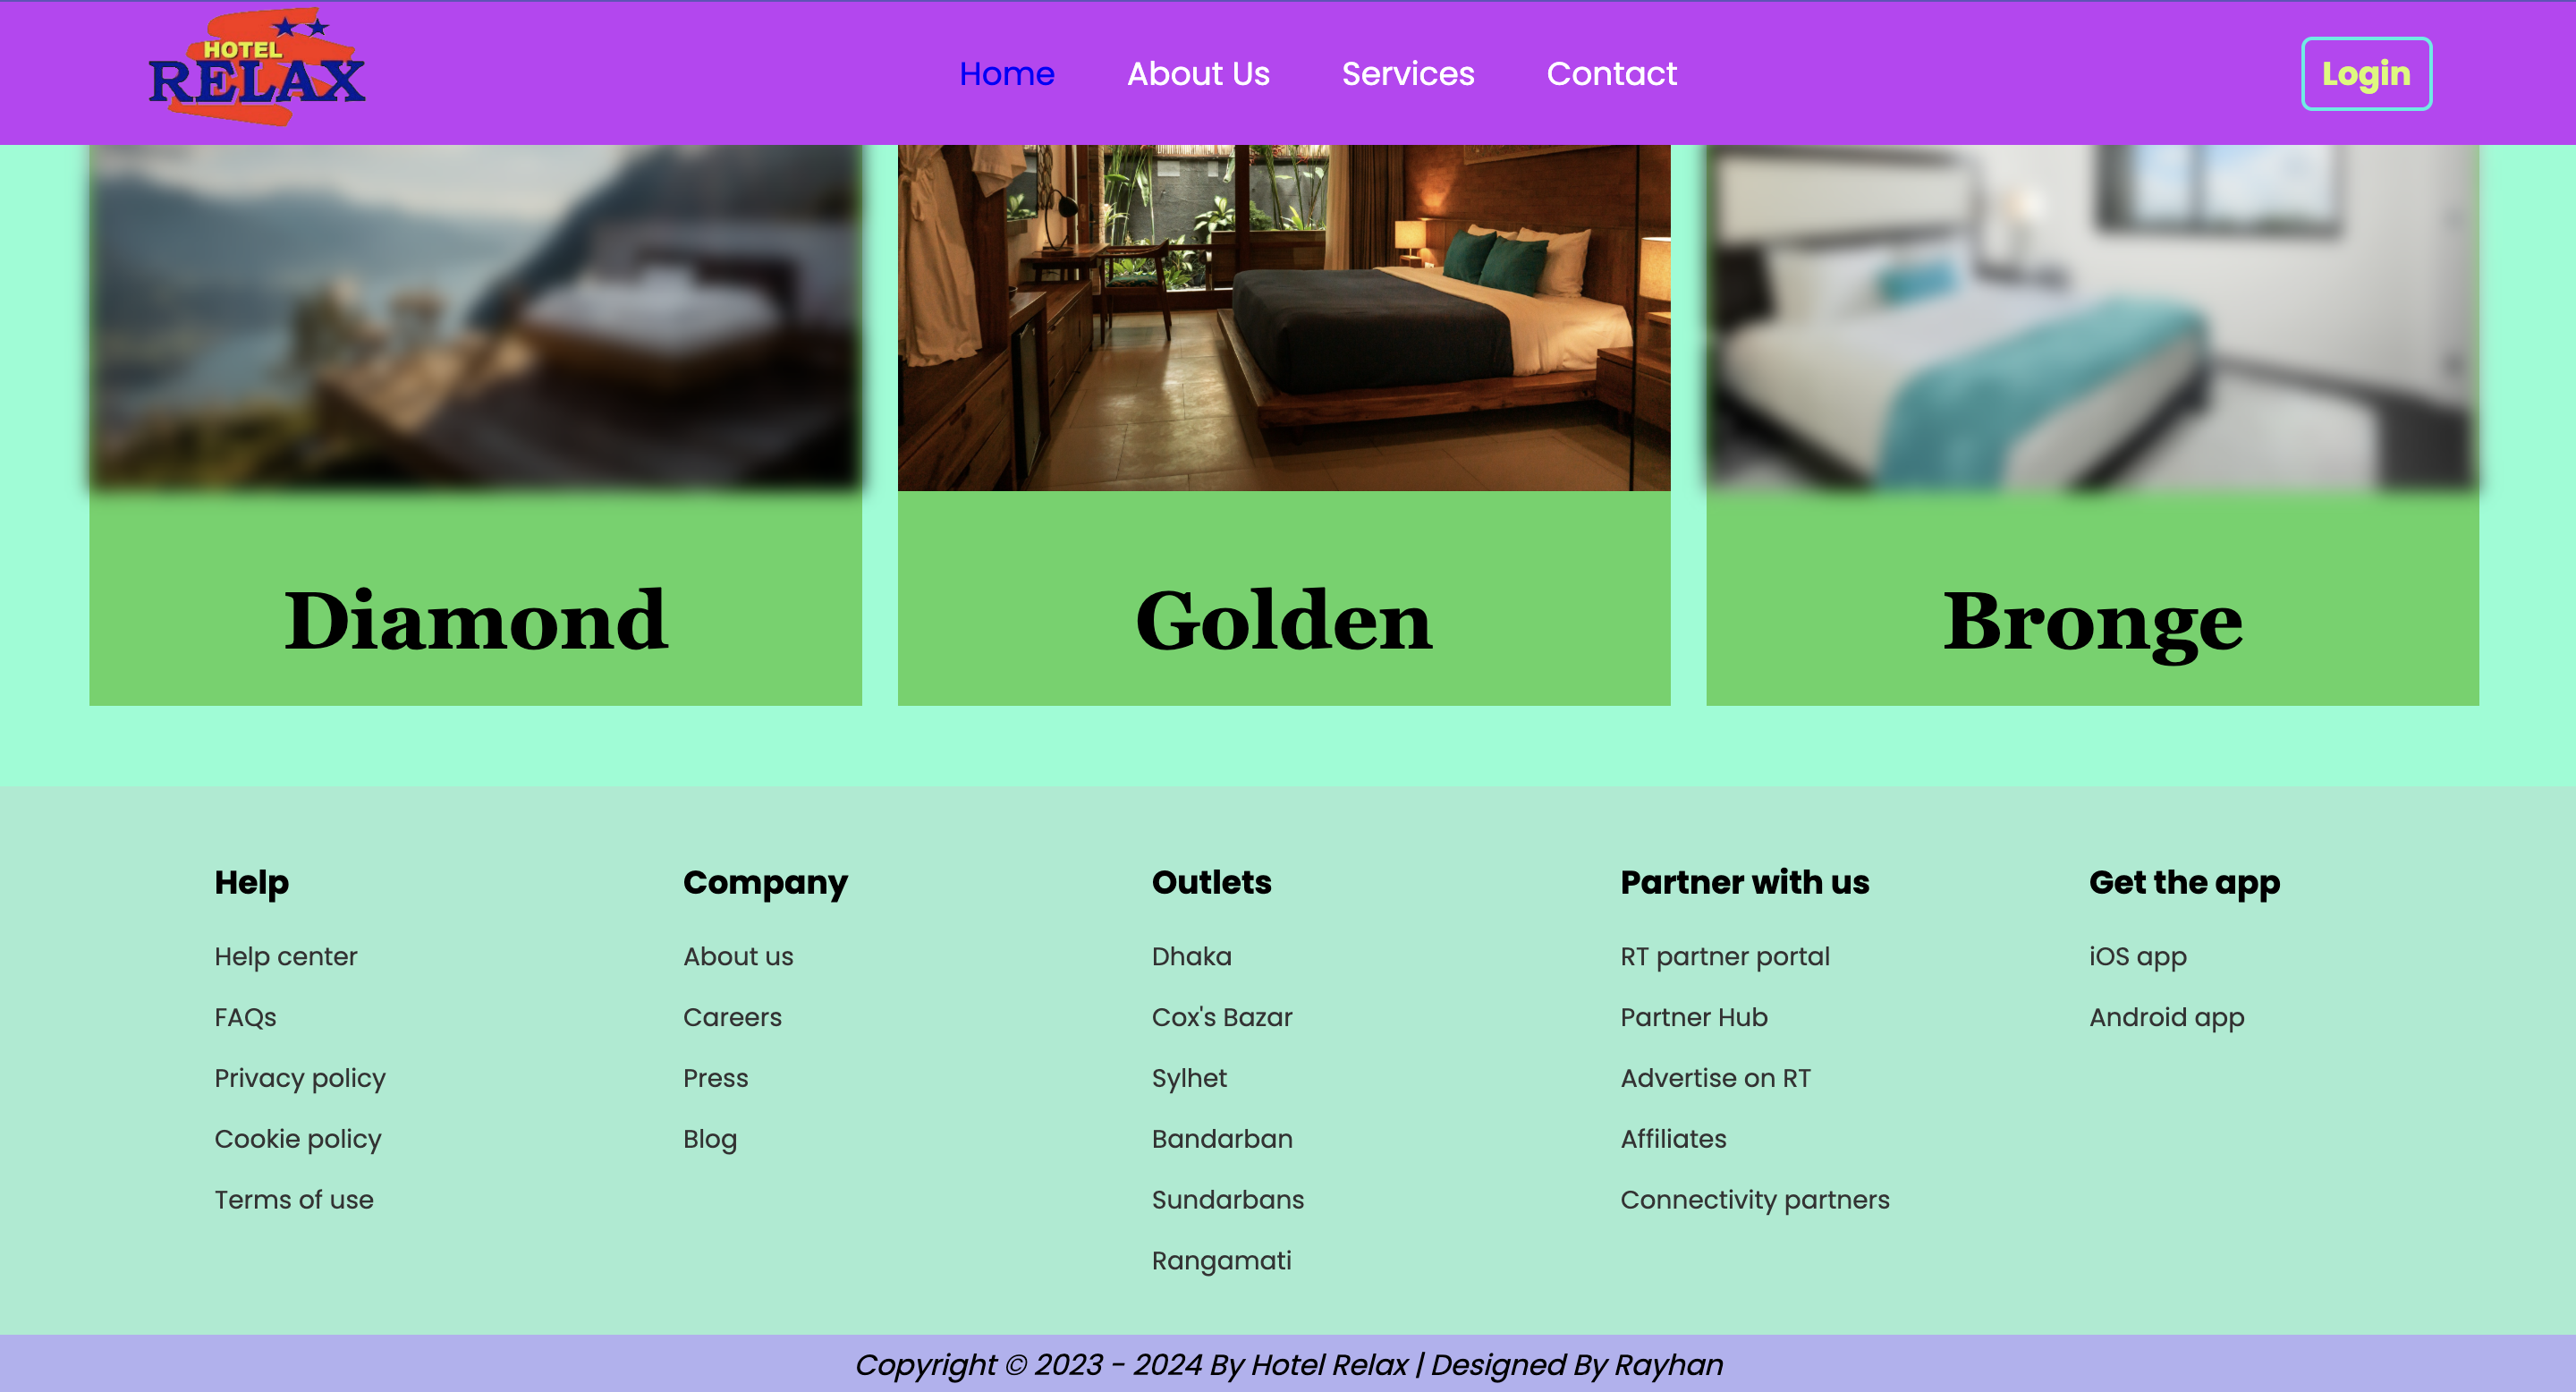 HOTEL
RELAX
Home
About Us
Services
Contact
Login
Diamond
Golden
Bronge
Help
Help center
FAQs
Privacy policy
Cookie policy
Terms of use
Company
About us
Careers
Press
Blog
Outlets
Dhaka
Cox's Bazar
Sylhet
Bandarban
Sundarbans
Rangamati
Partner with us
RT partner portal
Partner Hub
Advertise on RT
Affiliates
Connectivity partners
Get the app
iOS app
Android app
Copyright © 2023 - 2024 By Hotel Relax | Designed By Rayhan